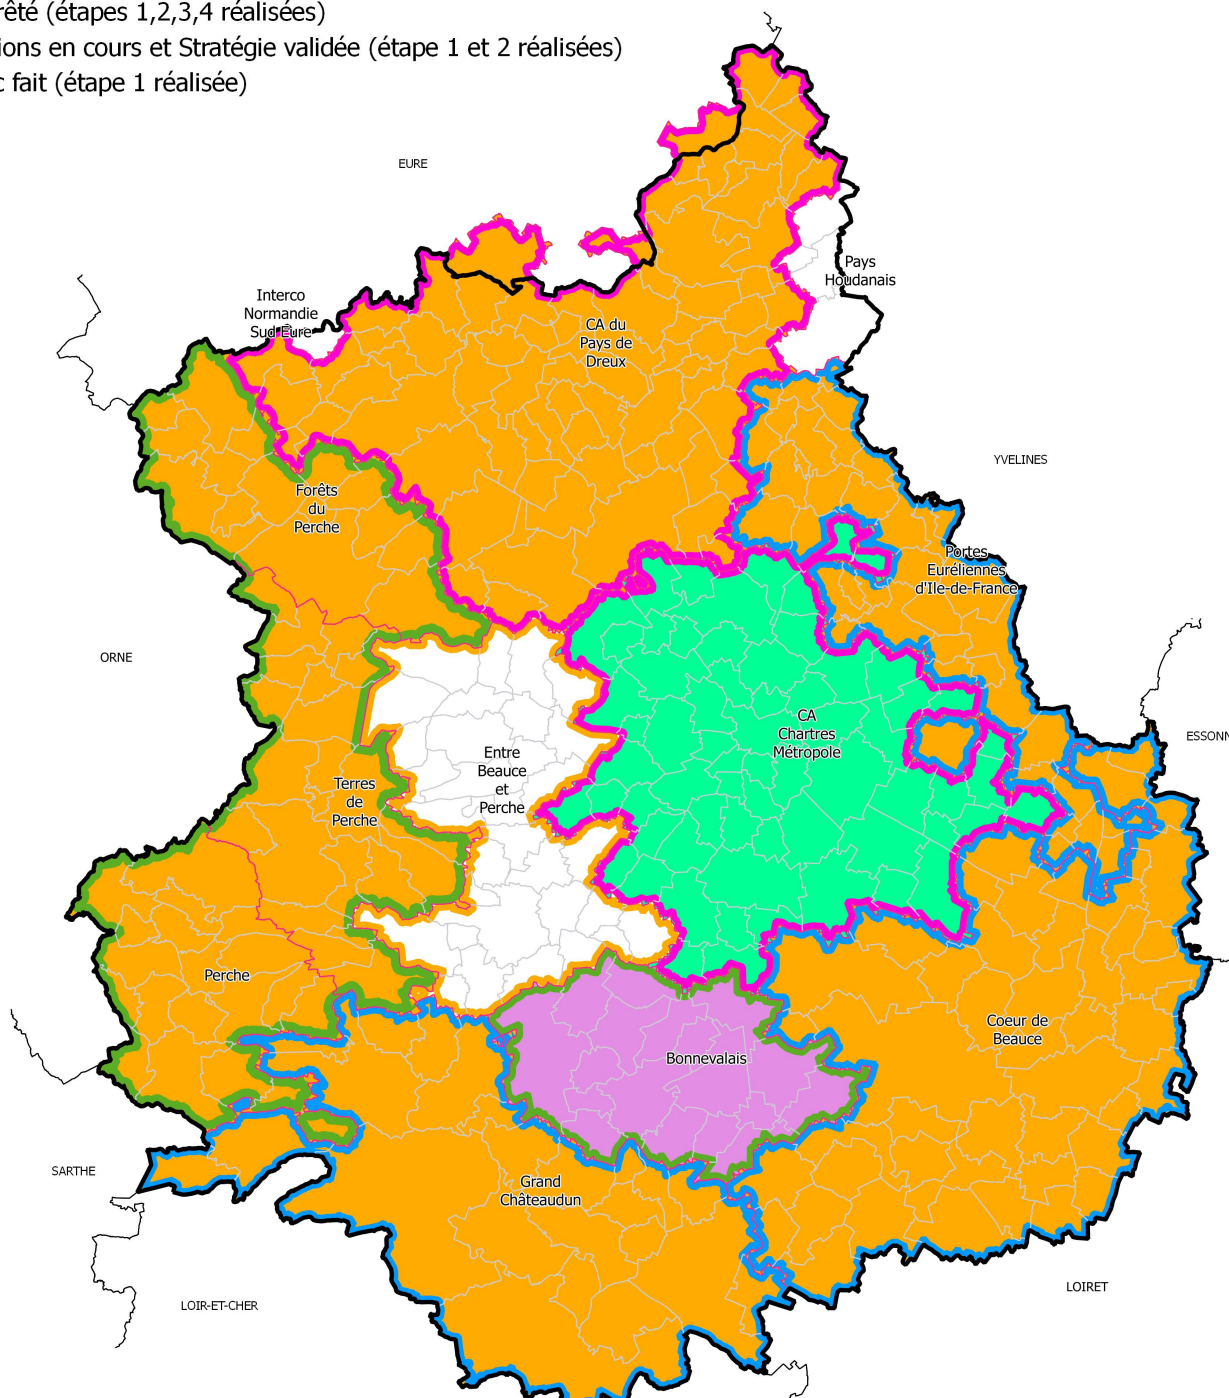 rêté (étapes 1,2,3,4 réalisées)
ions en cours et Stratégie validée (étape 1 et 2 réalisées)
c fait (étape 1 réalisée)
EURE
Pays
Houdanais
Interco
Normandie
Sud Eure
CA du
Pays de
Dreux
YVELINES
Forêts
du
Perche
Portes
Euréliennes
d'Ile-de-France
ORNE
CA
Chartres
Métropole
ESSONN
Entre
Beauce
et
Perche
Terres
de
Perche
Perche
Coeur de
Beauce
Bonnevalais
SARTHE
Grand
Châteaudun
LOIRET
LOIR-ET-CHER